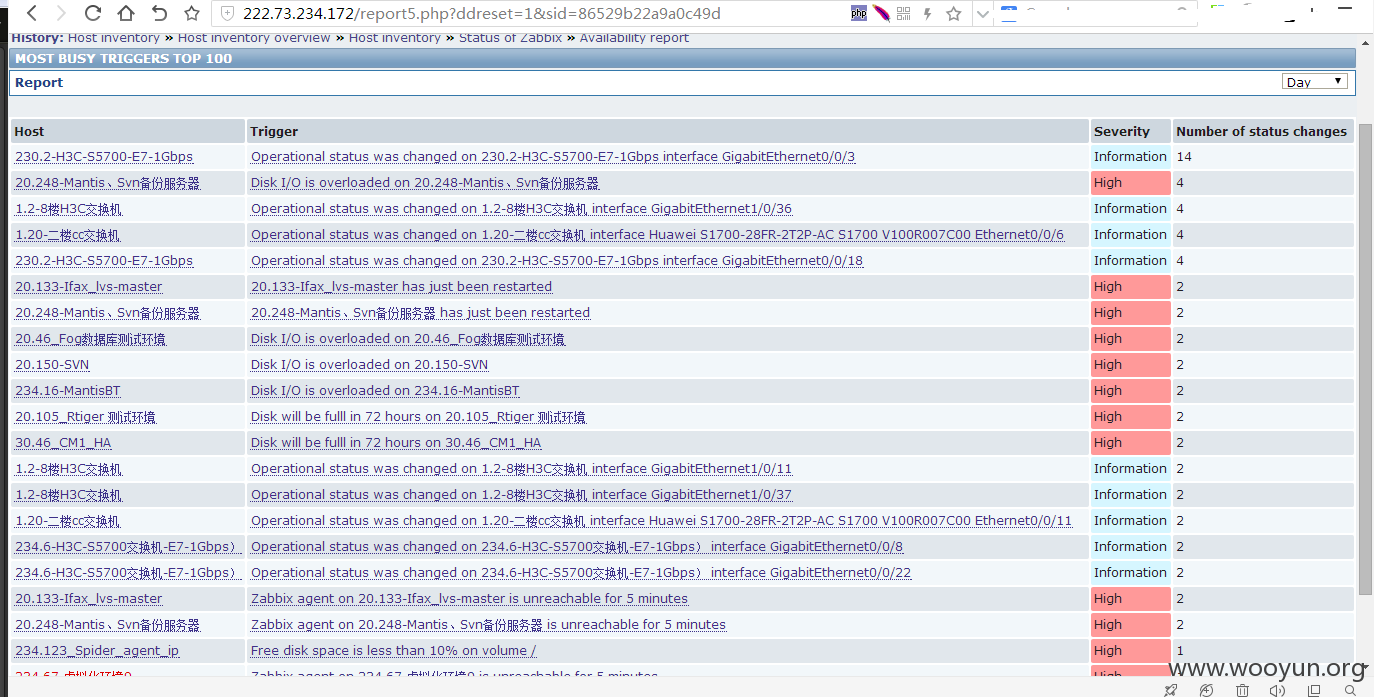 222.73.234.172/report5.php?ddreset=1&sid=86529b22a9a0c49d
php
History: Host inventory » Host inventory overview » Host inventory » Status of Zabbix » Availability report
MOST BUSY TRIGGERS TOP 100
Report Day
Host Trigger Severity Number of status changes
230.2-H3C-S5700-E7-1Gbps Operational status was changed on 230.2-H3C-S5700-E7-1Gbps interface GigabitEthernet0/0/3 Information 14
20.248-Mantis、Svn备份服务器 Disk I/O is overloaded on 20.248-Mantis、Svn备份服务器 High 4
1.2-8楼H3C交换机 Operational status was changed on 1.2-8楼H3C交换机 interface GigabitEthernet1/0/36 Information 4
1.20-二楼cc交换机 Operational status was changed on 1.20-二楼cc交换机 interface Huawei S1700-28FR-2T2P-AC S1700 V100R007C00 Ethernet0/0/6 Information 4
230.2-H3C-S5700-E7-1Gbps Operational status was changed on 230.2-H3C-S5700-E7-1Gbps interface GigabitEthernet0/0/18 Information 4
20.133-Ifax_lvs-master 20.133-Ifax_lvs-master has just been restarted High 2
20.248-Mantis、Svn备份服务器 20.248-Mantis、Svn备份服务器 has just been restarted High 2
20.46_Fog数据库测试环境 Disk I/O is overloaded on 20.46_Fog数据库测试环境 High 2
20.150-SVN Disk I/O is overloaded on 20.150-SVN High 2
234.16-MantisBT Disk I/O is overloaded on 234.16-MantisBT High 2
20.105_Rtiger 测试环境 Disk will be fulll in 72 hours on 20.105_Rtiger 测试环境 High 2
30.46_CM1_HA Disk will be fulll in 72 hours on 30.46_CM1_HA High 2
1.2-8楼H3C交换机 Operational status was changed on 1.2-8楼H3C交换机 interface GigabitEthernet1/0/11 Information 2
1.2-8楼H3C交换机 Operational status was changed on 1.2-8楼H3C交换机 interface GigabitEthernet1/0/37 Information 2
1.20-二楼cc交换机 Operational status was changed on 1.20-二楼cc交换机 interface Huawei S1700-28FR-2T2P-AC S1700 V100R007C00 Ethernet0/0/11 Information 2
234.6-H3C-S5700交换机-E7-1Gbps） Operational status was changed on 234.6-H3C-S5700交换机-E7-1Gbps） interface GigabitEthernet0/0/8 Information 2
234.6-H3C-S5700交换机-E7-1Gbps） Operational status was changed on 234.6-H3C-S5700交换机-E7-1Gbps） interface GigabitEthernet0/0/22 Information 2
20.133-Ifax_lvs-master Zabbix agent on 20.133-Ifax_lvs-master is unreachable for 5 minutes High 2
20.248-Mantis、Svn备份服务器 Zabbix agent on 20.248-Mantis、Svn备份服务器 is unreachable for 5 minutes High 2
234.123_Spider_agent_ip Free disk space is less than 10% on volume / High 1
www.wooyun.org